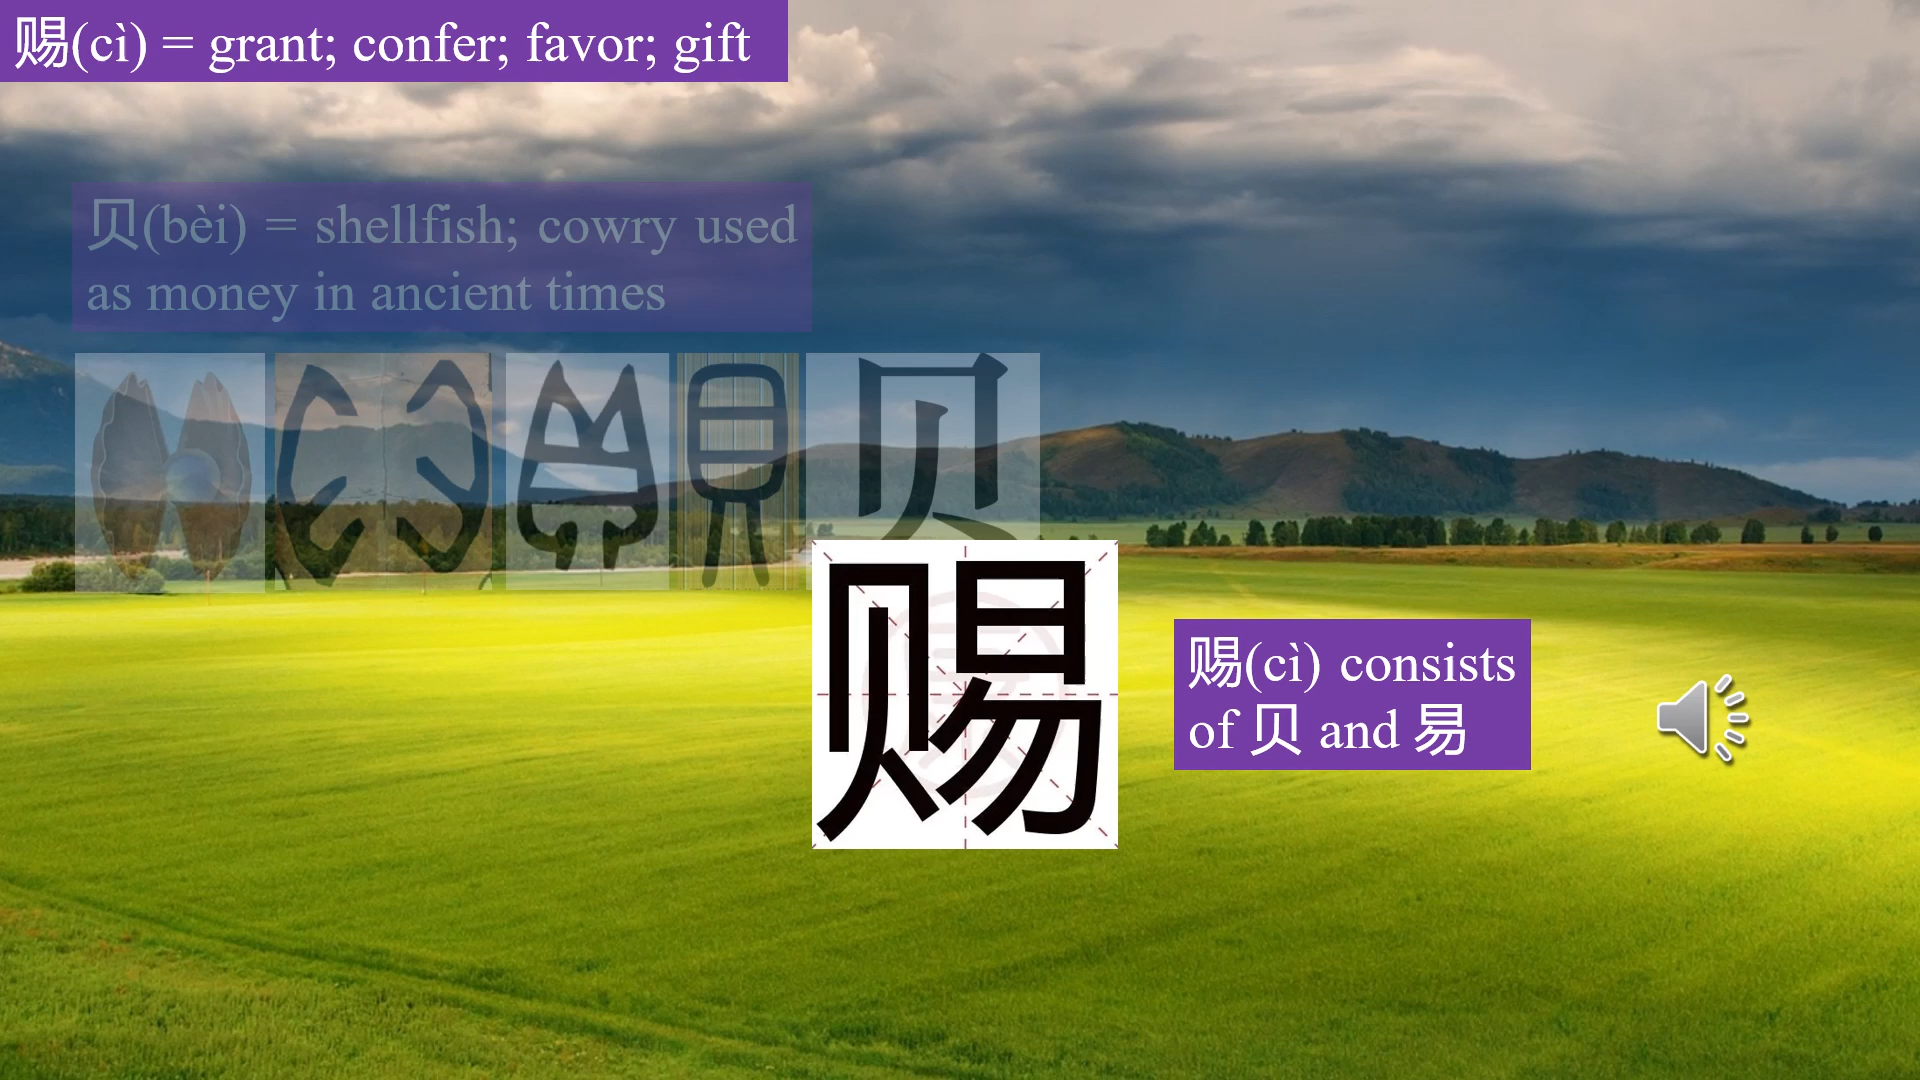 赐(cì) = grant; confer; favor; gift
贝(bèi) = shellfish; cowry used
as money in ancient times
贝
赐
赐(cì) consists
of 贝 and 易